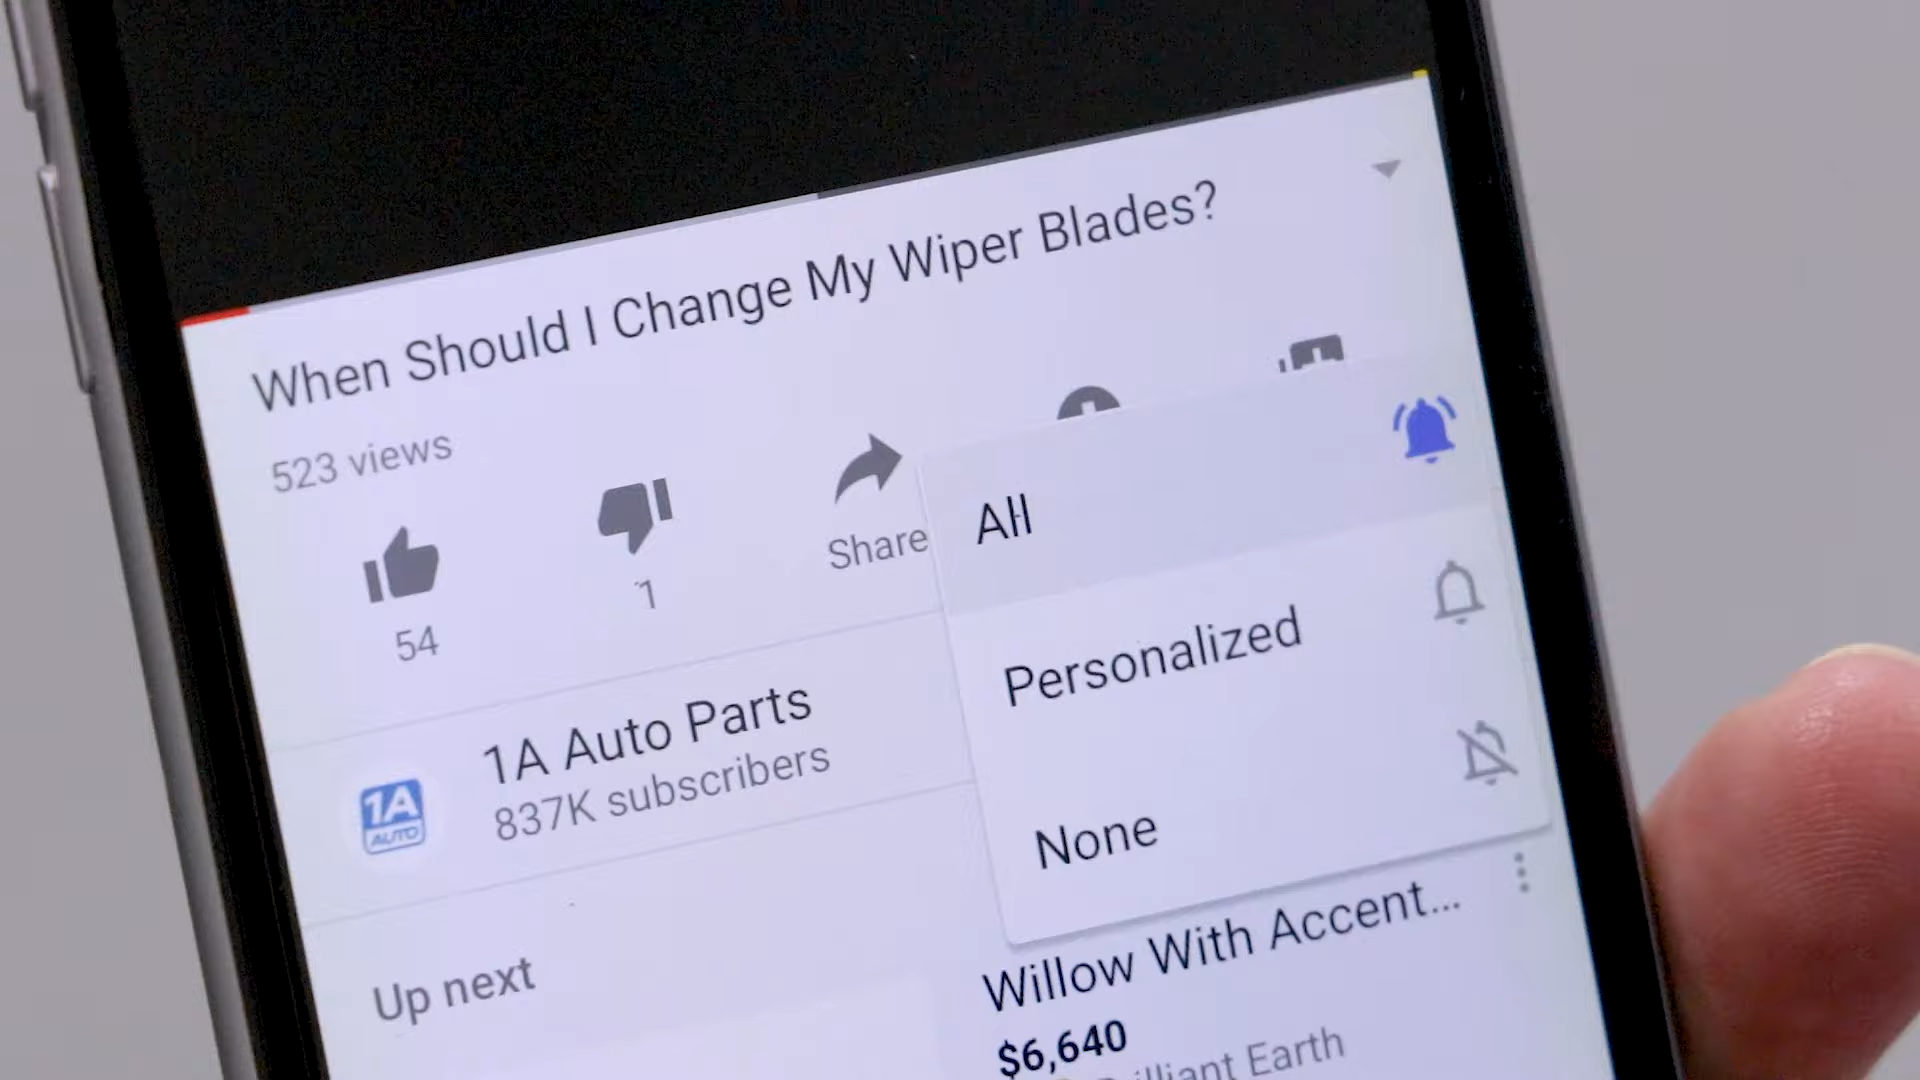 When Should I Change My Wiper Blades?
523 views
54
1
Share
All
Personalized
None
1A
AUTO
1A Auto Parts
837K subscribers
Up next
Willow With Accent...
$6,640
Earth